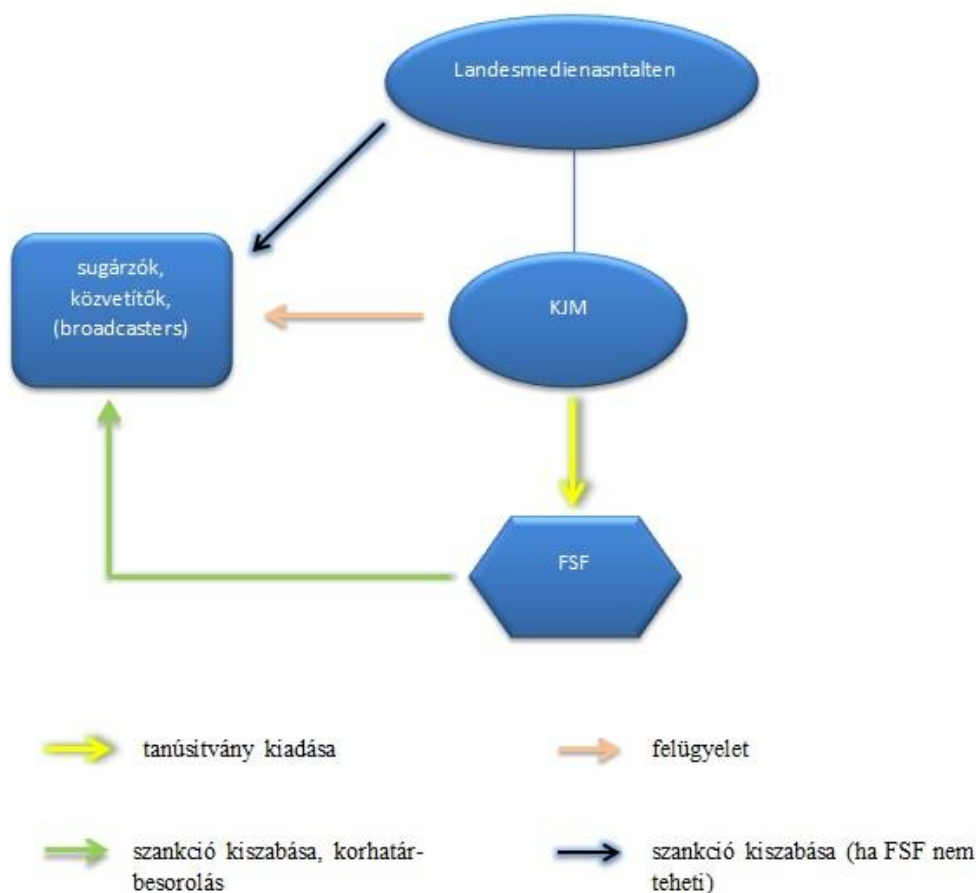 Landesmedienasntalten
sugárzók,
közvetítők,
(broadcasters)
KJM
FSF
tanúsítvány kiadása
felügyelet
szankció kiszabása, korhatár-
besorolás
szankció kiszabása (ha FSF nem
teheti)